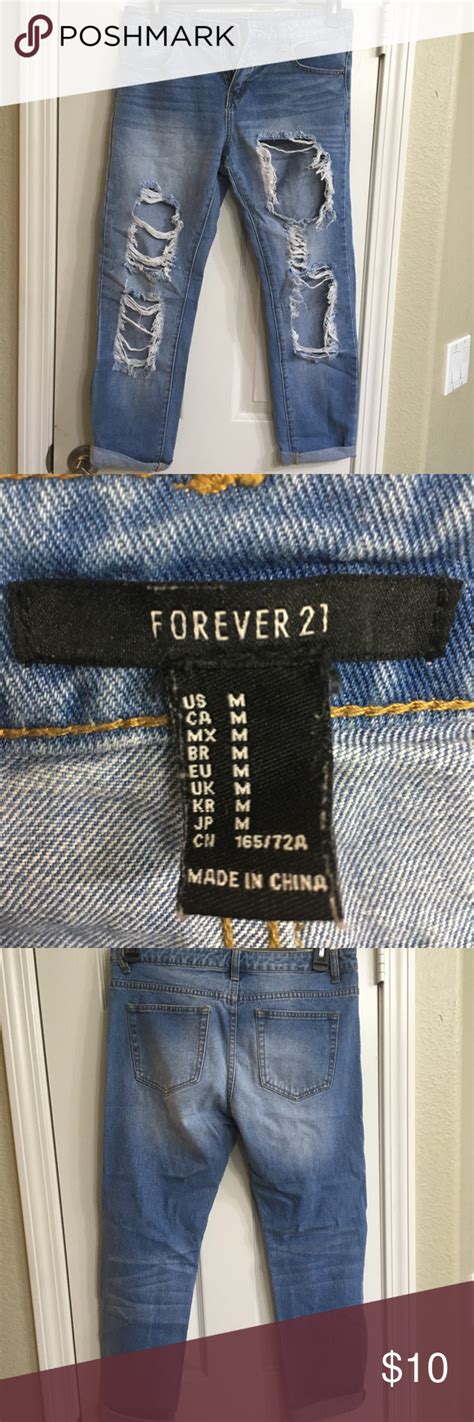 POSHMARK
FOREVER 21
US M
CA M
MX M
BR M
EU M
UK M
KR M
JP M
CN 165/72A
MADE IN CHINA
$10